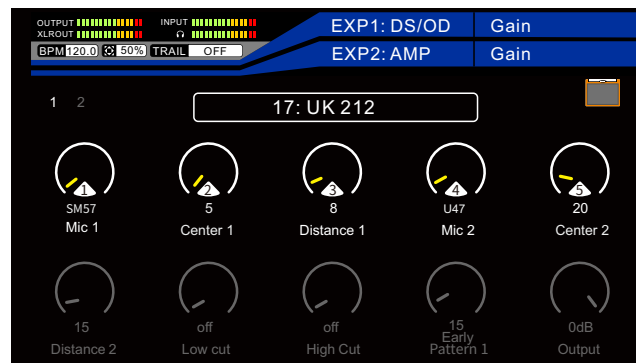 OUTPUT INPUT
XLROUT
BPM 120.0 50% TRAIL OFF
EXP1: DS/OD Gain
EXP2: AMP Gain
1 2
17: UK 212
1 2 3 4 5
SM57 5 8 U47 20
Mic 1 Center 1 Distance 1 Mic 2 Center 2
15 off off 15 0dB
Distance 2 Low cut High Cut Early Pattern 1 Output